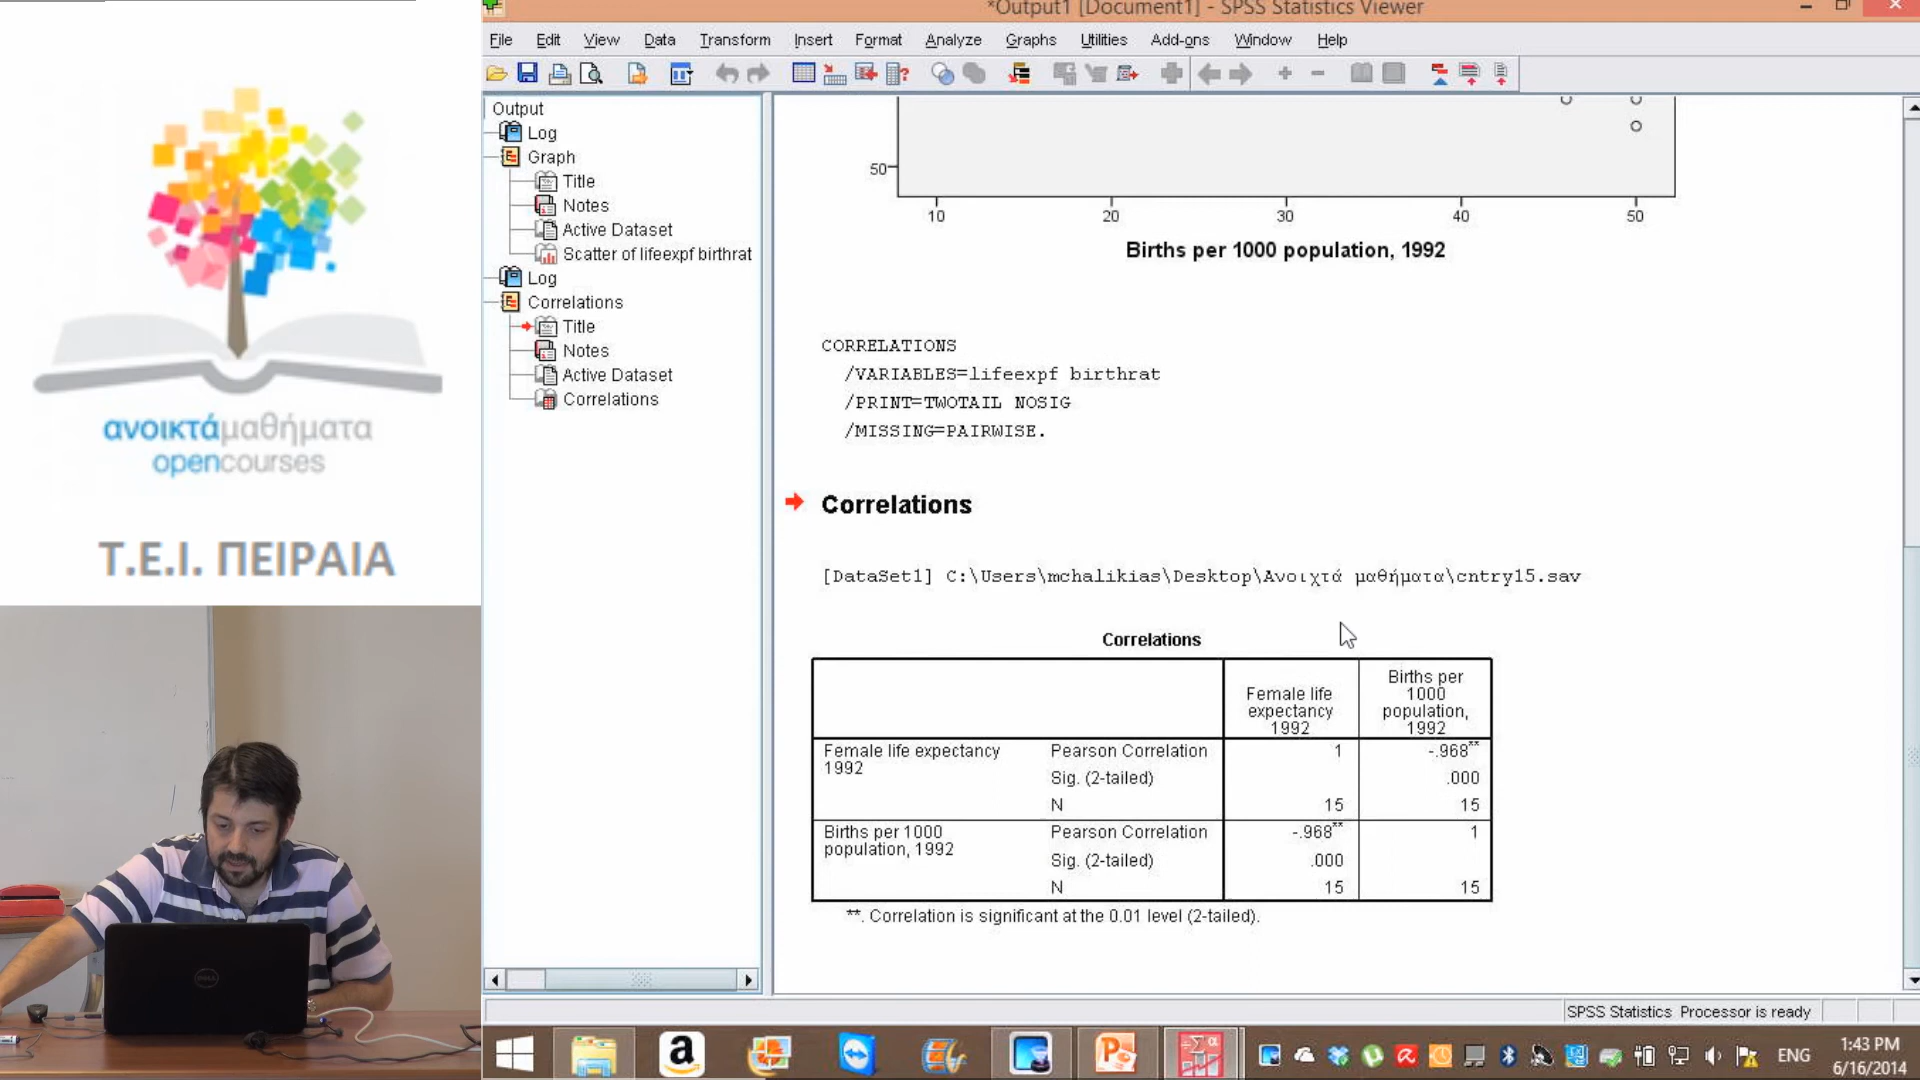 ανοικτάμαθήματα
opencourses
Τ.Ε.Ι. ΠΕΙΡΑΙΑ
*Output1 [Document1] - SPSS Statistics Viewer
File Edit View Data Transform Insert Format Analyze Graphs Utilities Add-ons Window Help
Output
Log
Graph
Title
Notes
Active Dataset
Scatter of lifeexpf birthrat
Log
Correlations
Title
Notes
Active Dataset
Correlations
50
10 20 30 40 50
Births per 1000 population, 1992
CORRELATIONS
/VARIABLES=lifeexpf birthrat
/PRINT=TWOTAIL NOSIG
/MISSING=PAIRWISE.
Correlations
[DataSet1] C:\Users\mchalikias\Desktop\Ανοιχτά μαθήματα\cntry15.sav
Correlations
Female life expectancy 1992
Births per 1000 population, 1992
Female life expectancy 1992
Pearson Correlation 1 -.968**
Sig. (2-tailed) .000
N 15 15
Births per 1000 population, 1992
Pearson Correlation -.968** 1
Sig. (2-tailed) .000
N 15 15
**. Correlation is significant at the 0.01 level (2-tailed).
SPSS Statistics Processor is ready
ENG
1:43 PM
6/16/2014
DELL